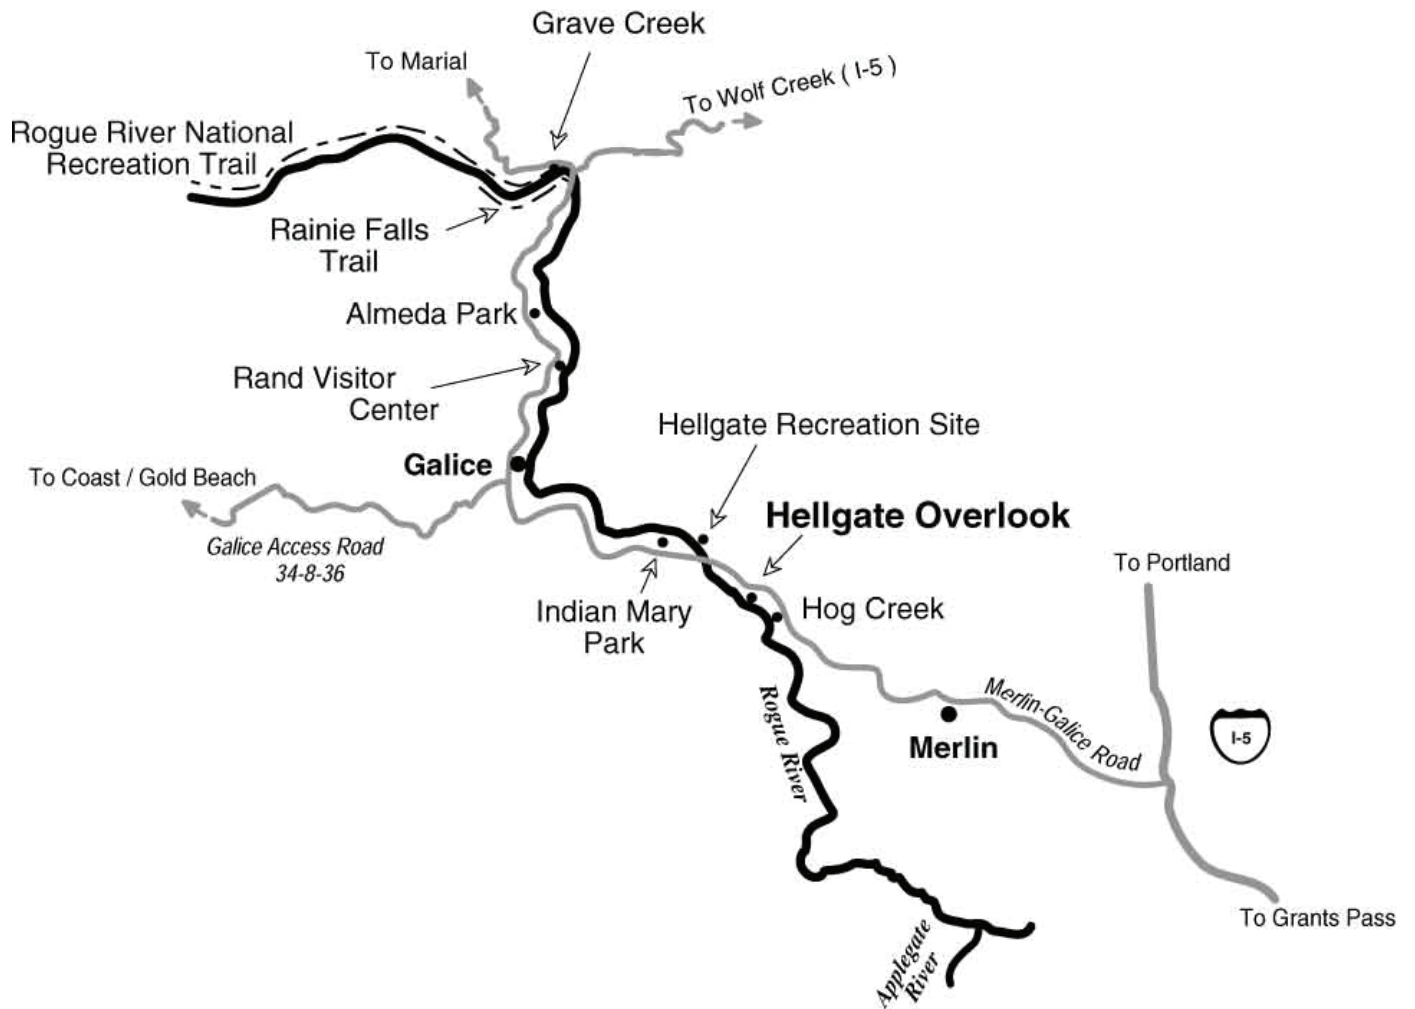 Grave Creek
To Marial
To Wolf Creek ( I-5 )
Rogue River National
Recreation Trail
Rainie Falls
Trail
Almeda Park
Rand Visitor
Center
Hellgate Recreation Site
Galice
To Coast / Gold Beach
Hellgate Overlook
Galice Access Road
34-8-36
To Portland
Indian Mary
Park
Hog Creek
Merlin-Galice Road
Rogue River
I-5
Merlin
To Grants Pass
Applegate
River